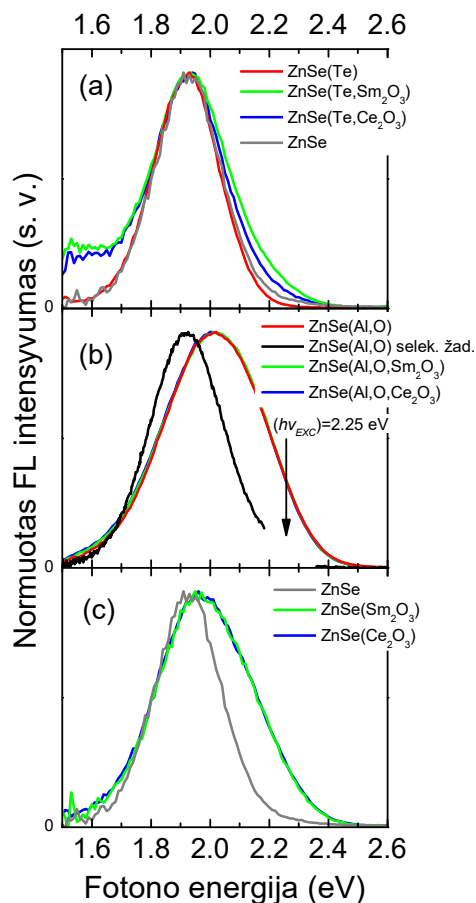 1.6 1.8 2.0 2.2 2.4 2.6
(a)
ZnSe(Te)
ZnSe(Te,Sm₂O₃)
ZnSe(Te,Ce₂O₃)
ZnSe
0
Normuotas FL intensyvumas (s. v.)
(b)
ZnSe(Al,O)
ZnSe(Al,O) selek. žad.
ZnSe(Al,O,Sm₂O₃)
ZnSe(Al,O,Ce₂O₃)
(hν_EXC)=2.25 eV
0
(c)
ZnSe
ZnSe(Sm₂O₃)
ZnSe(Ce₂O₃)
0
1.6 1.8 2.0 2.2 2.4 2.6
Fotono energija (eV)